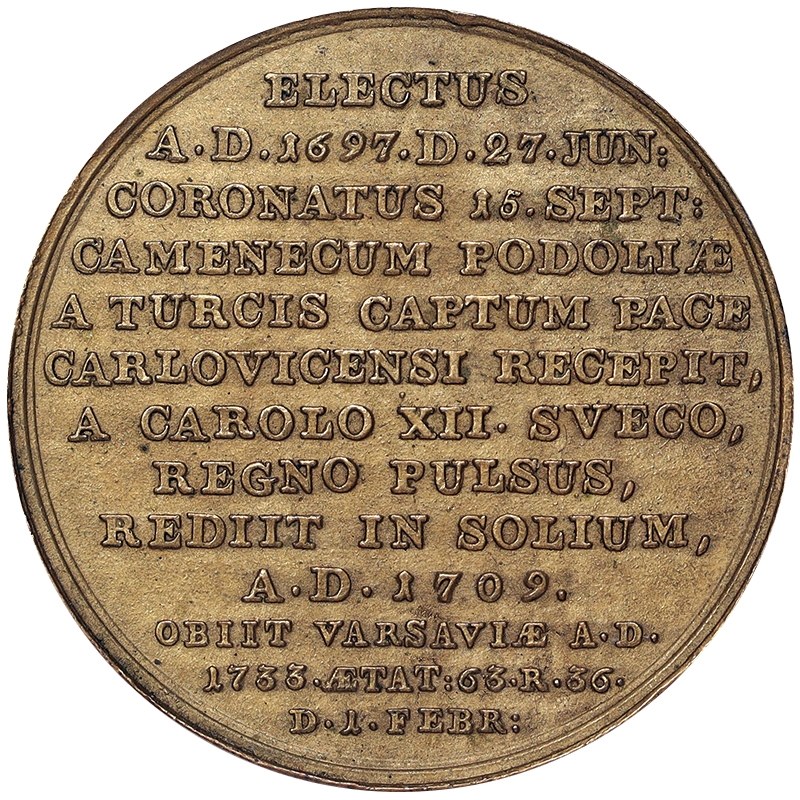 ELECTUS
A·D·1697·D·27·JUN:
CORONATUS 15·SEPT:
CAMENECUM PODOLIÆ
A TURCIS CAPTUM PACE
CARLOVICENSI RECEPIT,
A CAROLO XII· SVECO,
REGNO PULSUS,
REDIIT IN SOLIUM,
A·D·1709.
OBIIT VARSAVIÆ A·D·
1733·ÆTAT:63·R·36·
D·1·FEBR: